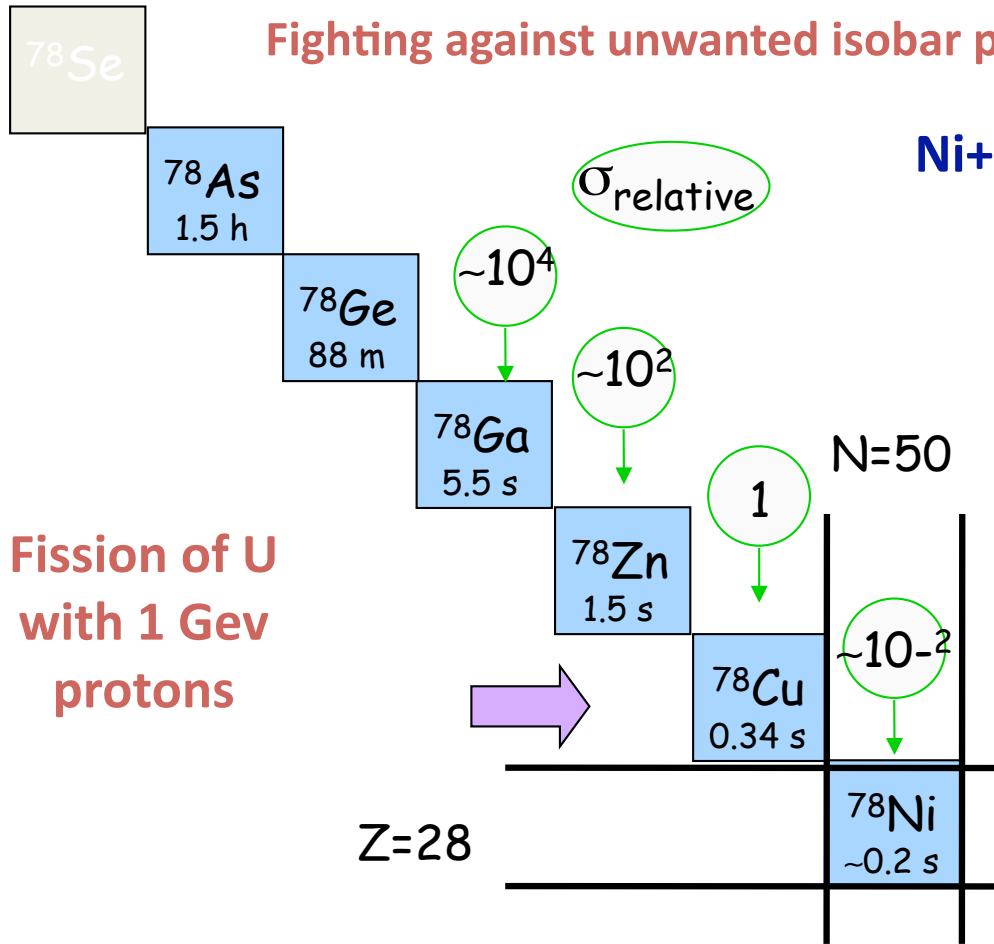 Fighting against unwanted isobar p
⁷⁸Se
Ni+
⁷⁸As
1.5 h
σrelative
⁷⁸Ge
88 m
~10⁴
⁷⁸Ga
5.5 s
~10²
N=50
⁷⁸Zn
1.5 s
1
Fission of U
with 1 Gev
protons
⁷⁸Cu
0.34 s
~10-²
Z=28
⁷⁸Ni
~0.2 s